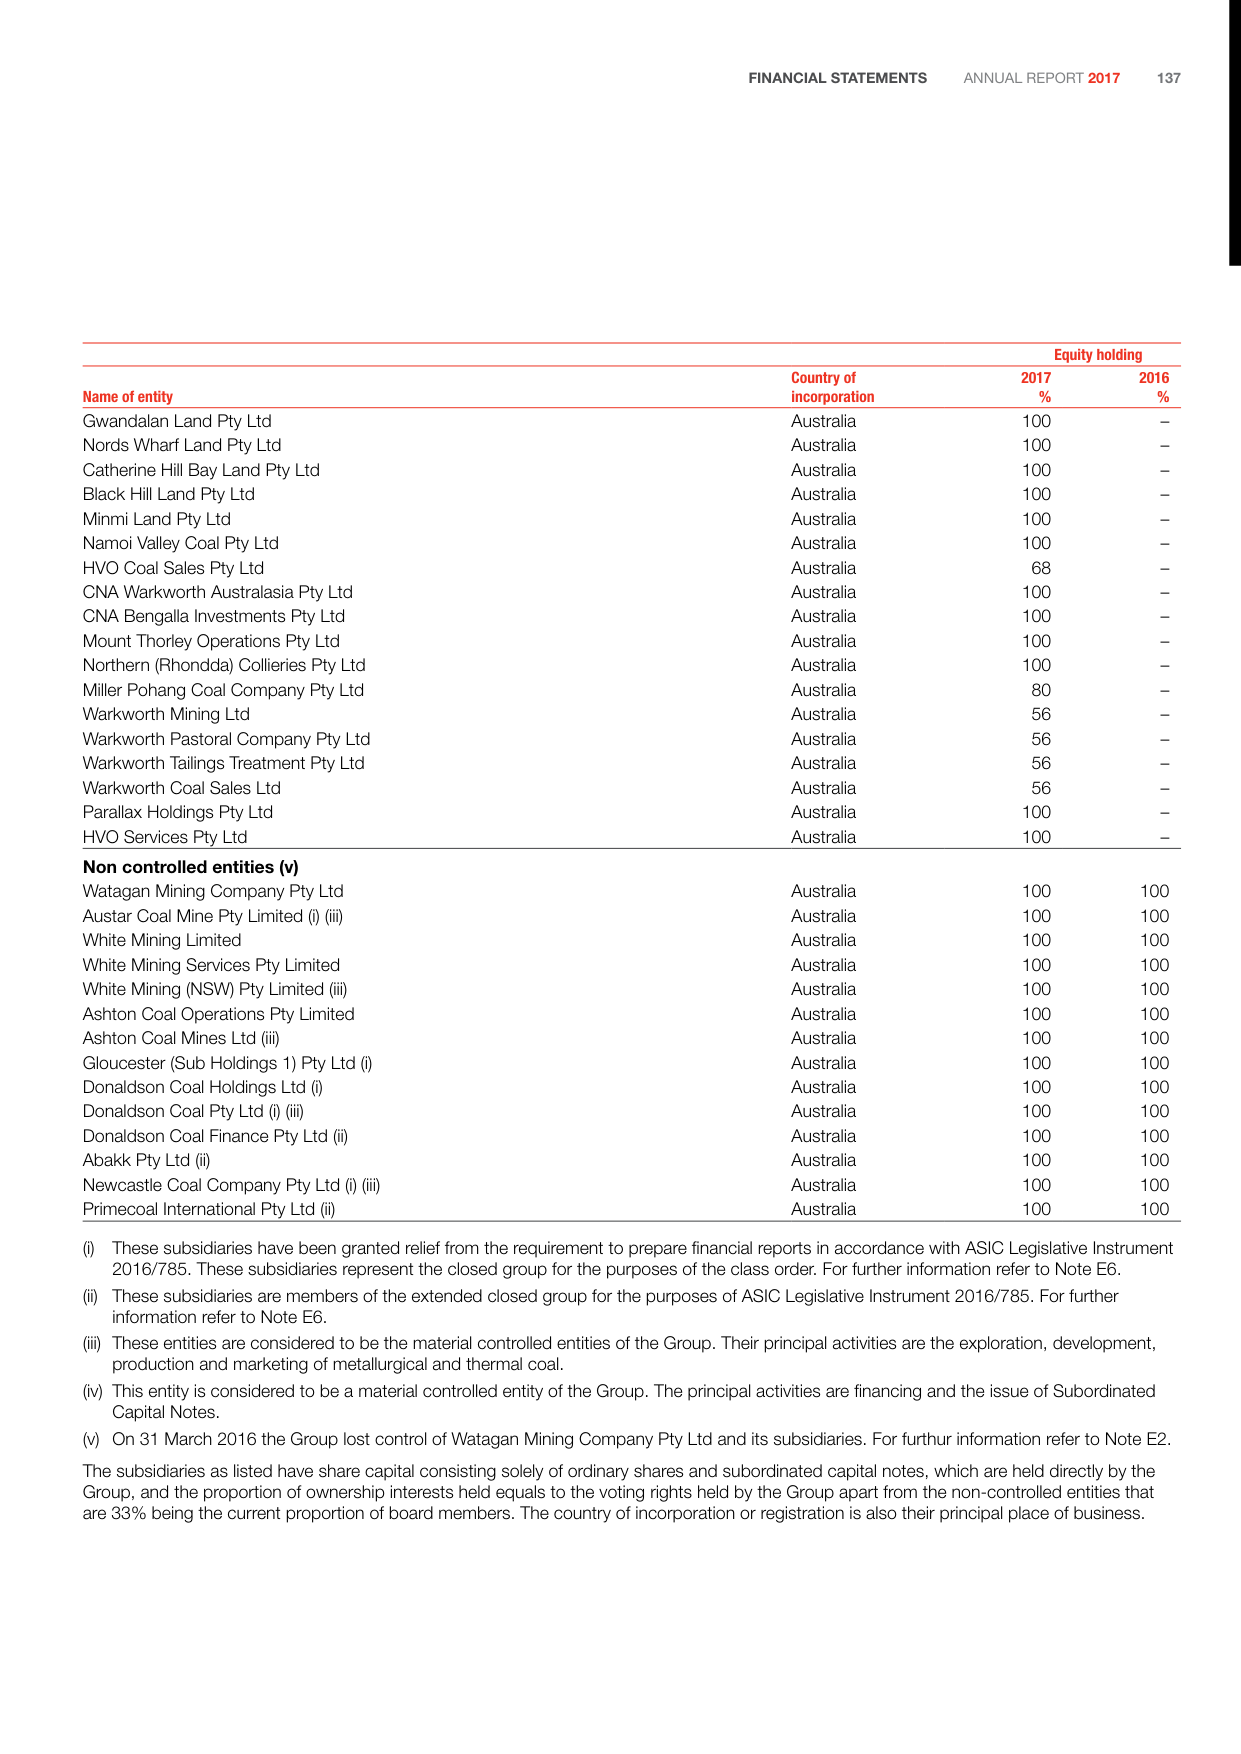 FINANCIAL STATEMENTS ANNUAL REPORT 2017 137
Equity holding
Name of entity Country of incorporation 2017 % 2016 %
Gwandalan Land Pty Ltd Australia 100 –
Nords Wharf Land Pty Ltd Australia 100 –
Catherine Hill Bay Land Pty Ltd Australia 100 –
Black Hill Land Pty Ltd Australia 100 –
Minmi Land Pty Ltd Australia 100 –
Namoi Valley Coal Pty Ltd Australia 100 –
HVO Coal Sales Pty Ltd Australia 68 –
CNA Warkworth Australasia Pty Ltd Australia 100 –
CNA Bengalla Investments Pty Ltd Australia 100 –
Mount Thorley Operations Pty Ltd Australia 100 –
Northern (Rhondda) Collieries Pty Ltd Australia 100 –
Miller Pohang Coal Company Pty Ltd Australia 80 –
Warkworth Mining Ltd Australia 56 –
Warkworth Pastoral Company Pty Ltd Australia 56 –
Warkworth Tailings Treatment Pty Ltd Australia 56 –
Warkworth Coal Sales Ltd Australia 56 –
Parallax Holdings Pty Ltd Australia 100 –
HVO Services Pty Ltd Australia 100 –
Non controlled entities (v)
Watagan Mining Company Pty Ltd Australia 100 100
Austar Coal Mine Pty Limited (i) (iii) Australia 100 100
White Mining Limited Australia 100 100
White Mining Services Pty Limited Australia 100 100
White Mining (NSW) Pty Limited (iii) Australia 100 100
Ashton Coal Operations Pty Limited Australia 100 100
Ashton Coal Mines Ltd (iii) Australia 100 100
Gloucester (Sub Holdings 1) Pty Ltd (i) Australia 100 100
Donaldson Coal Holdings Ltd (i) Australia 100 100
Donaldson Coal Pty Ltd (i) (iii) Australia 100 100
Donaldson Coal Finance Pty Ltd (ii) Australia 100 100
Abakk Pty Ltd (ii) Australia 100 100
Newcastle Coal Company Pty Ltd (i) (iii) Australia 100 100
Primecoal International Pty Ltd (ii) Australia 100 100
(i) These subsidiaries have been granted relief from the requirement to prepare financial reports in accordance with ASIC Legislative Instrument
2016/785. These subsidiaries represent the closed group for the purposes of the class order. For further information refer to Note E6.
(ii) These subsidiaries are members of the extended closed group for the purposes of ASIC Legislative Instrument 2016/785. For further
information refer to Note E6.
(iii) These entities are considered to be the material controlled entities of the Group. Their principal activities are the exploration, development,
production and marketing of metallurgical and thermal coal.
(iv) This entity is considered to be a material controlled entity of the Group. The principal activities are financing and the issue of Subordinated
Capital Notes.
(v) On 31 March 2016 the Group lost control of Watagan Mining Company Pty Ltd and its subsidiaries. For furthur information refer to Note E2.
The subsidiaries as listed have share capital consisting solely of ordinary shares and subordinated capital notes, which are held directly by the
Group, and the proportion of ownership interests held equals to the voting rights held by the Group apart from the non-controlled entities that
are 33% being the current proportion of board members. The country of incorporation or registration is also their principal place of business.